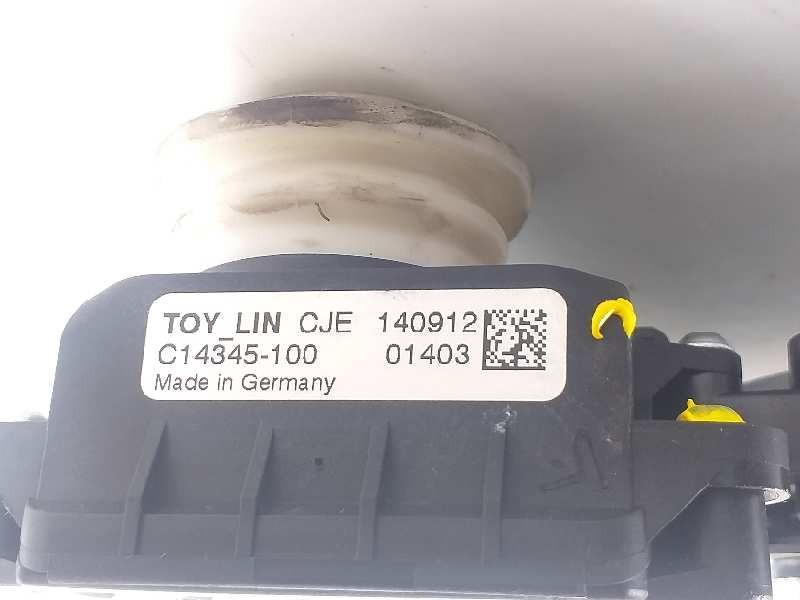 TOY_LIN CJE 140912
C14345-100 01403
Made in Germany